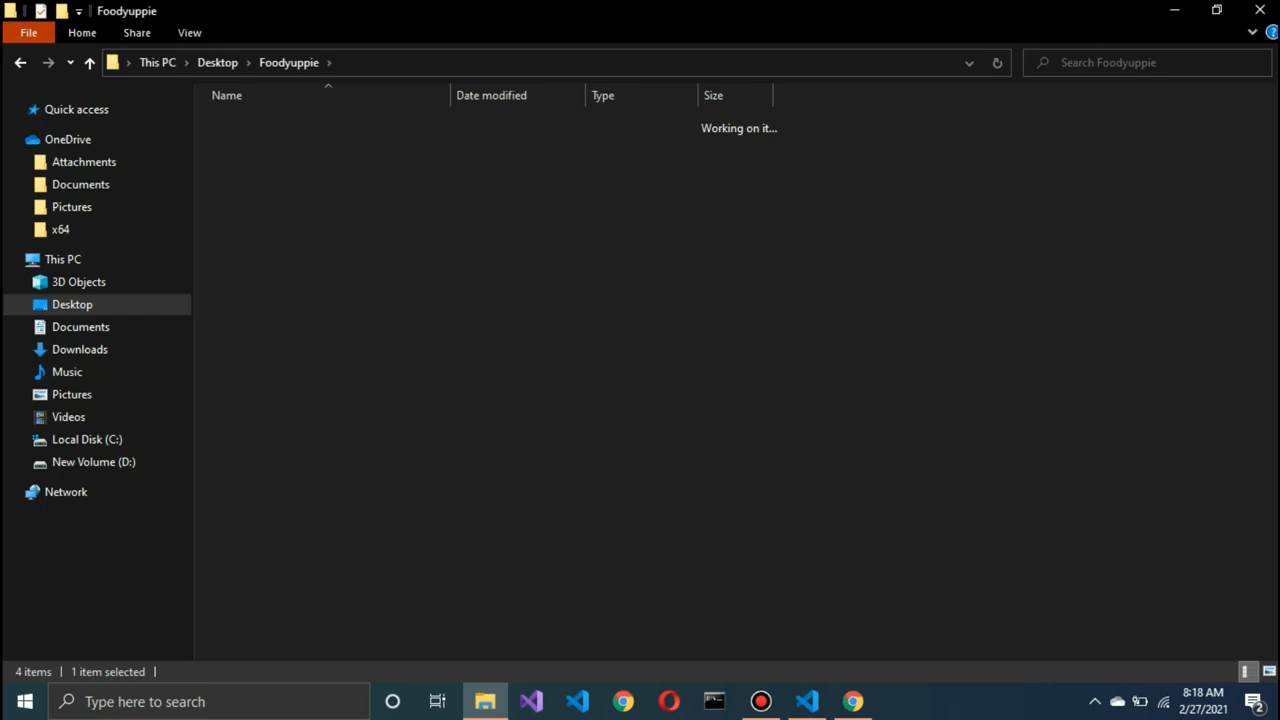 Foodyuppie
File Home Share View
This PC Desktop Foodyuppie Search Foodyuppie
Name Date modified Type Size
Working on it...
Quick access
OneDrive
Attachments
Documents
Pictures
x64
This PC
3D Objects
Desktop
Documents
Downloads
Music
Pictures
Videos
Local Disk (C:)
New Volume (D:)
Network
4 items 1 item selected
Type here to search
8:18 AM
2/27/2021
2